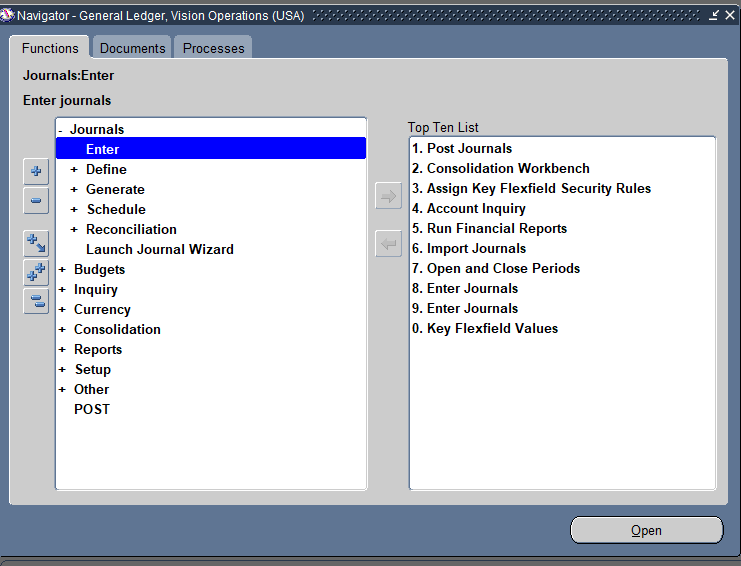 Navigator - General Ledger, Vision Operations (USA)
Functions
Documents
Processes
Journals:Enter
Enter journals
- Journals
Enter
+ Define
+ Generate
+ Schedule
+ Reconciliation
Launch Journal Wizard
+ Budgets
+ Inquiry
+ Currency
+ Consolidation
+ Reports
+ Setup
+ Other
POST
Top Ten List
1. Post Journals
2. Consolidation Workbench
3. Assign Key Flexfield Security Rules
4. Account Inquiry
5. Run Financial Reports
6. Import Journals
7. Open and Close Periods
8. Enter Journals
9. Enter Journals
0. Key Flexfield Values
Open